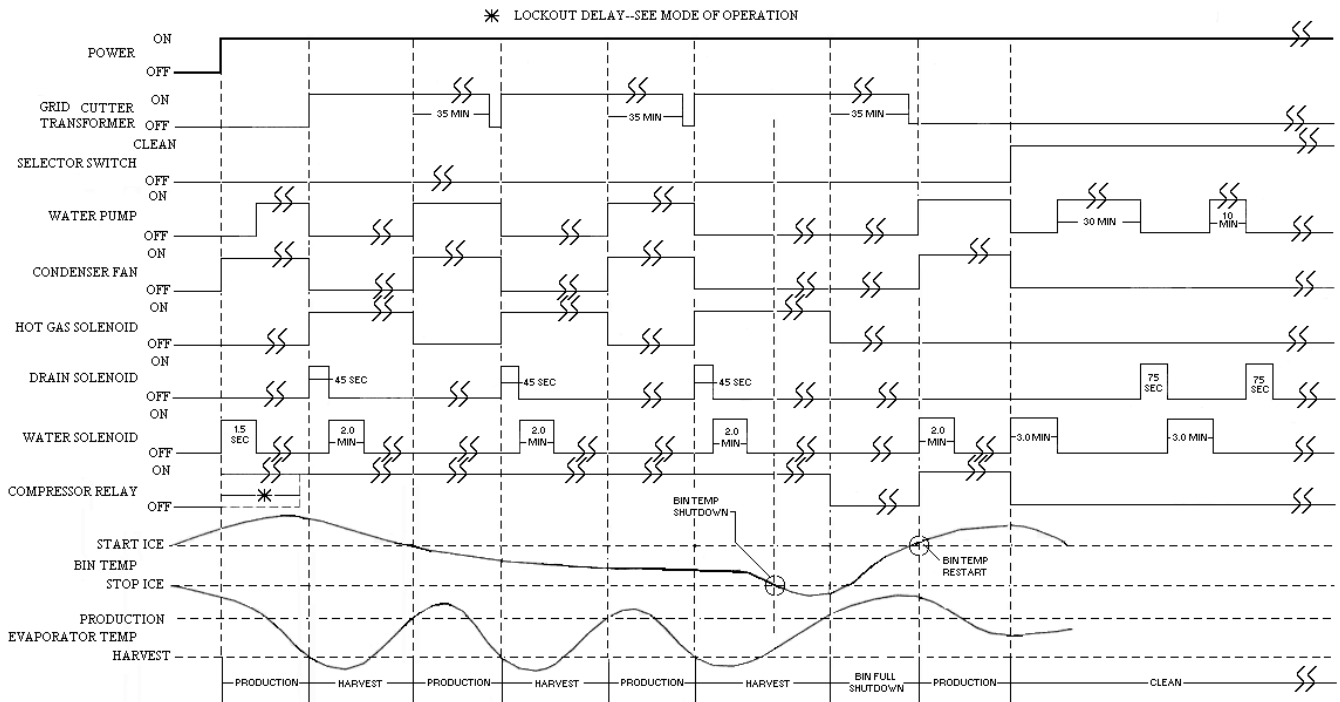 LOCKOUT DELAY--SEE MODE OF OPERATION
ON
POWER
OFF
ON
GRID CUTTER
TRANSFORMER
OFF
35 MIN
35 MIN
35 MIN
CLEAN
SELECTOR SWITCH
OFF
ON
WATER PUMP
OFF
30 MIN
10
MIN
ON
CONDENSER FAN
OFF
ON
HOT GAS SOLENOID
OFF
ON
DRAIN SOLENOID
OFF
45 SEC
45 SEC
45 SEC
75
SEC
75
SEC
ON
WATER SOLENOID
OFF
1.5
SEC
2.0
MIN
2.0
MIN
2.0
MIN
2.0
MIN
3.0 MIN
3.0 MIN
ON
COMPRESSOR RELAY
OFF
BIN TEMP
SHUTDOWN
START ICE
BIN TEMP
STOP ICE
BIN TEMP
RESTART
PRODUCTION
EVAPORATOR TEMP
HARVEST
PRODUCTION
HARVEST
PRODUCTION
HARVEST
PRODUCTION
HARVEST
BIN FULL
SHUTDOWN
PRODUCTION
CLEAN